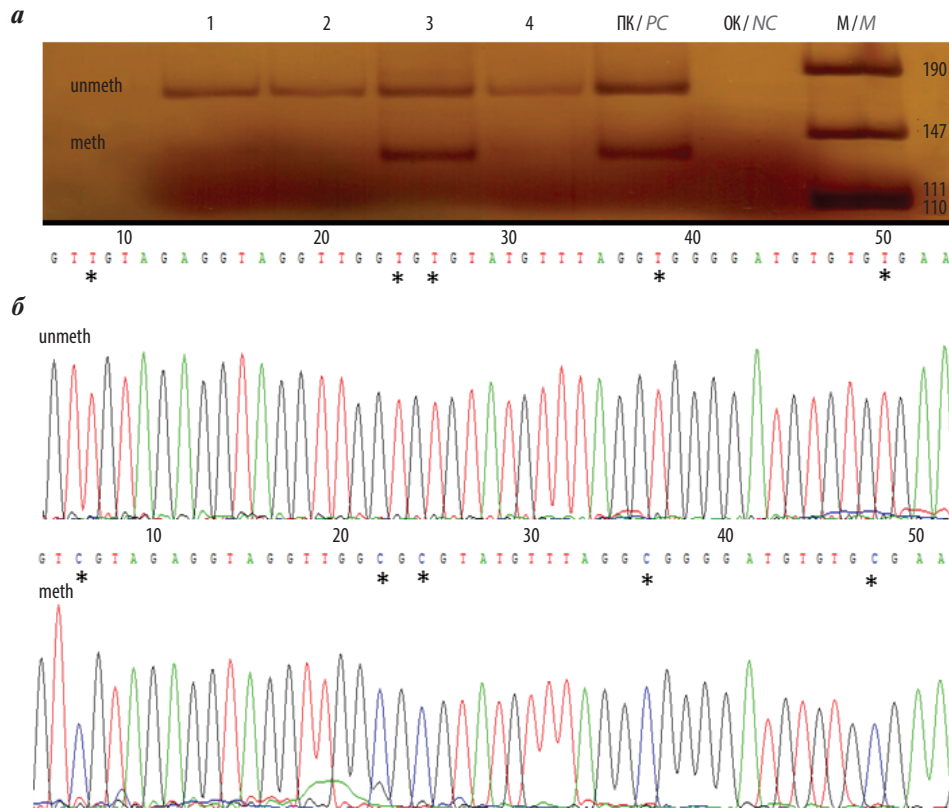 а
1 2 3 4 ПК / PC ОК / NC М / M
unmeth
190
meth
147
111
110
10 20 30 40 50
G T T G T A G A G G T A G G T T G G T G T G T A T G T T T A G G T G G G G A T G T G T G T G A A
* * * * *
б
unmeth
10 20 30 40 50
G T C G T A G A G G T A G G T T G G C G C G T A T G T T T A G G C G G G G A T G T G T G C G A A
* * * * *
meth